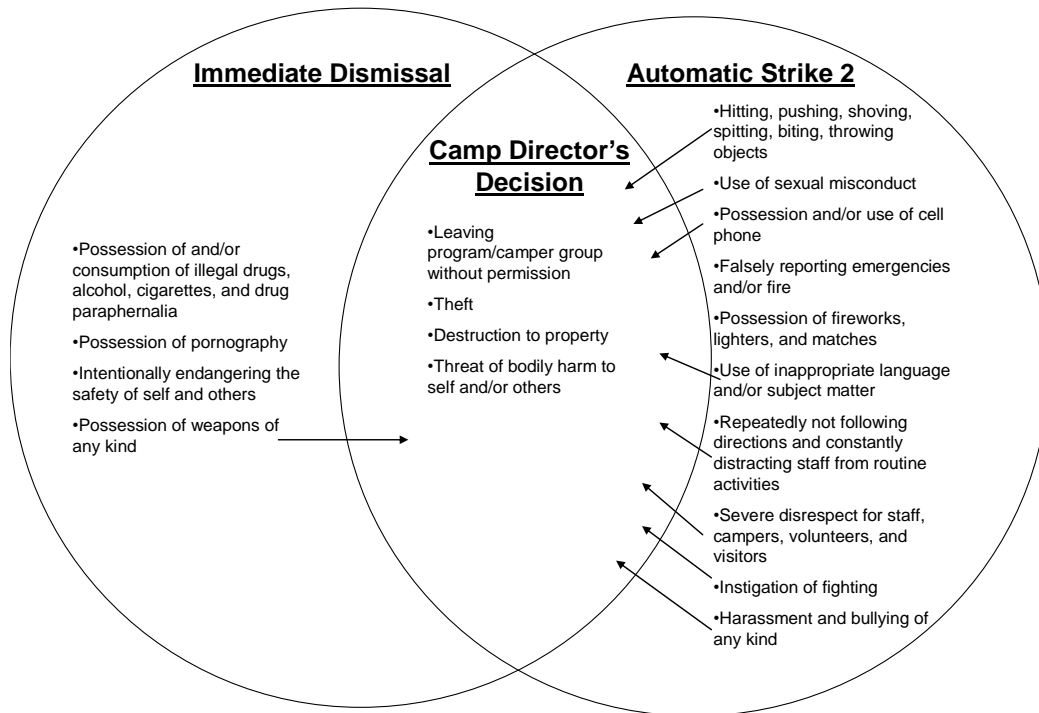 Immediate Dismissal
•Possession of and/or
consumption of illegal drugs,
alcohol, cigarettes, and drug
paraphernalia
•Possession of pornography
•Intentionally endangering the
safety of self and others
•Possession of weapons of
any kind
Camp Director's
Decision
•Leaving
program/camper group
without permission
•Theft
•Destruction to property
•Threat of bodily harm to
self and/or others
Automatic Strike 2
•Hitting, pushing, shoving,
spitting, biting, throwing
objects
•Use of sexual misconduct
•Possession and/or use of cell
phone
•Falsely reporting emergencies
and/or fire
•Possession of fireworks,
lighters, and matches
•Use of inappropriate language
and/or subject matter
•Repeatedly not following
directions and constantly
distracting staff from routine
activities
•Severe disrespect for staff,
campers, volunteers, and
visitors
•Instigation of fighting
•Harassment and bullying of
any kind